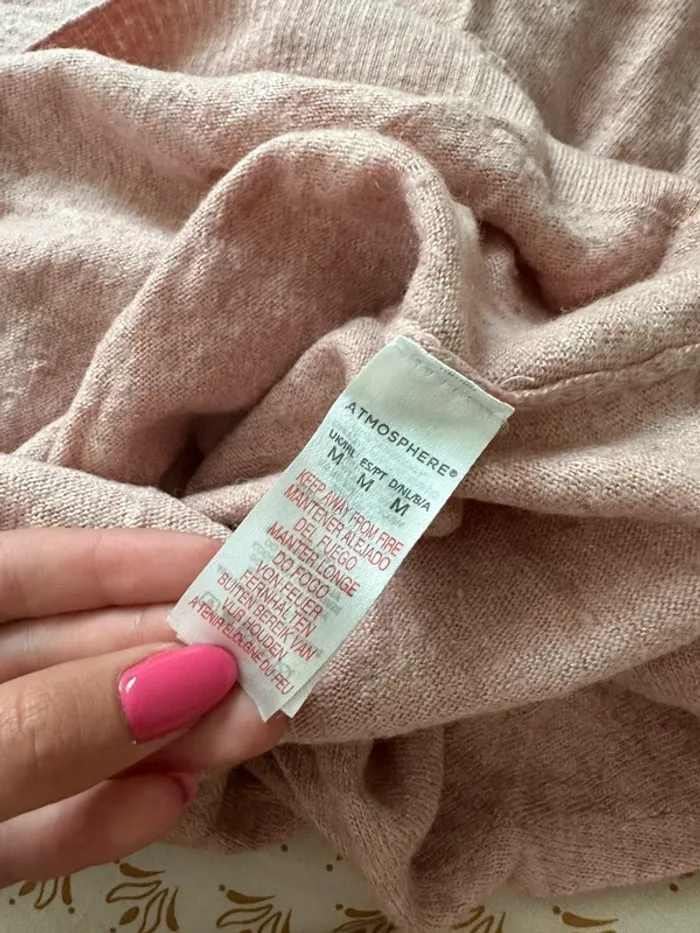 ATMOSPHERE®
UK/IRL ES/PT D/NL/B/A
M M M
KEEP AWAY FROM FIRE
MANTENER ALEJADO
DEL FUEGO
MANTER LONGE
DO FOGO
VON FEUER
FERNHALTEN
BUITEN BEREIK VAN
VUR HOUDEN
A TENIR ELOIGNE DU FEU